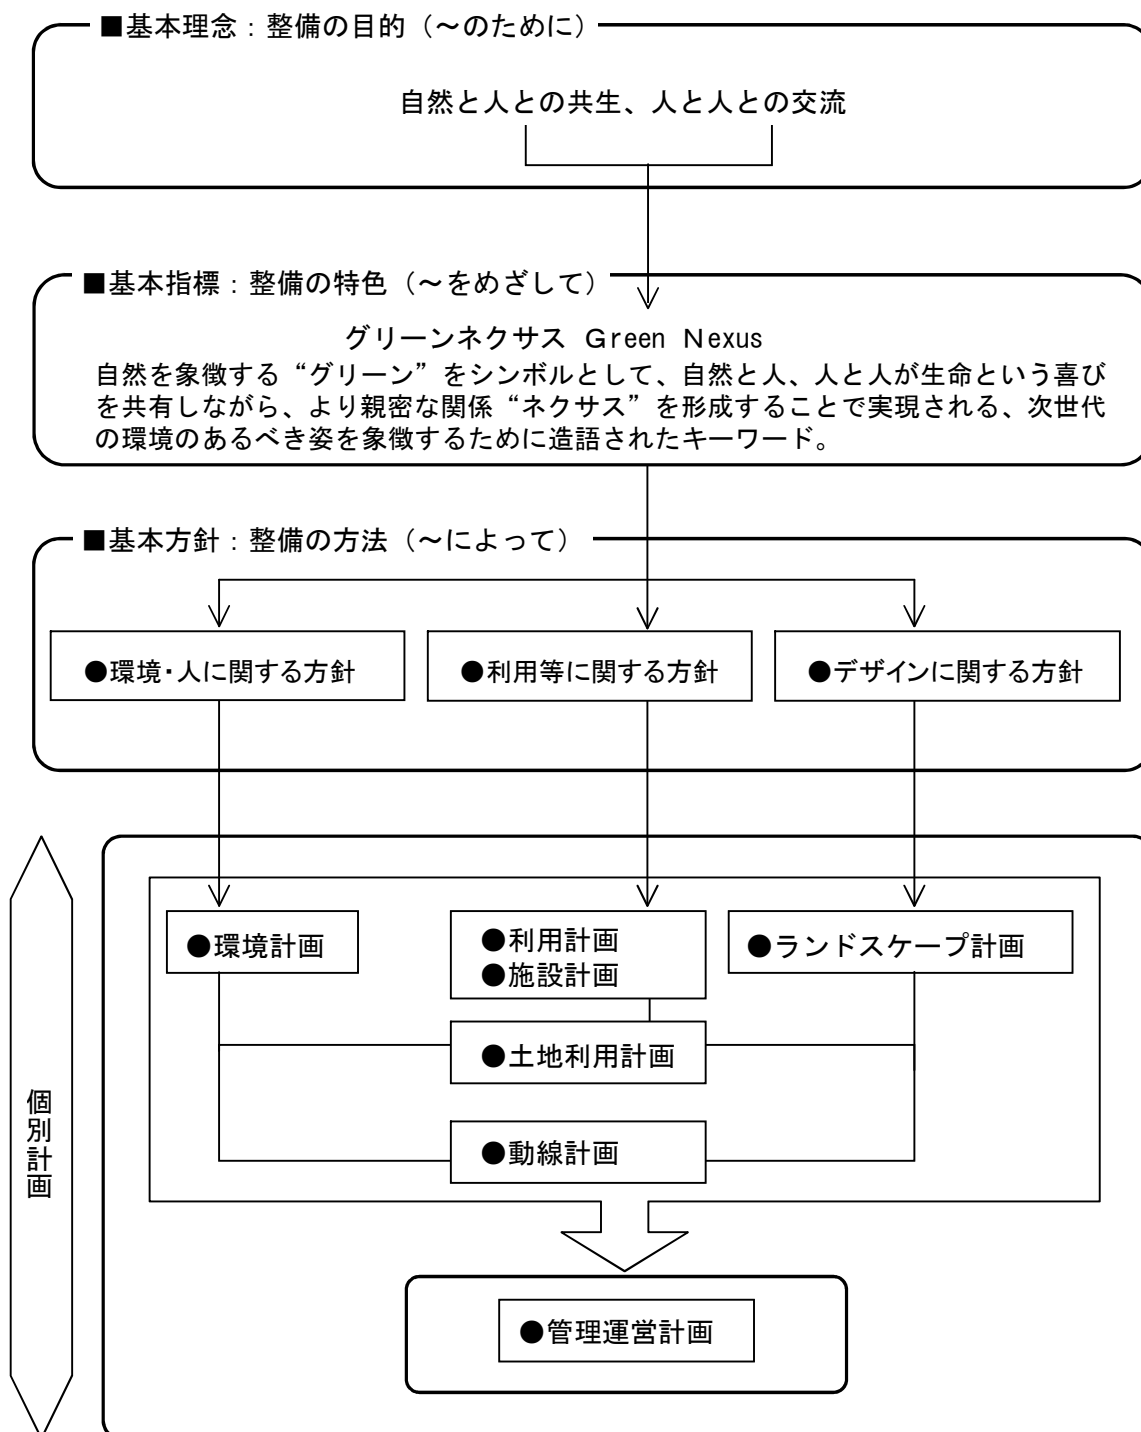 ■基本理念：整備の目的（～のために）
自然と人との共生、人と人との交流
■基本指標：整備の特色（～をめざして）
グリーンネクサス Green Nexus
自然を象徴する“グリーン”をシンボルとして、自然と人、人と人が生命という喜び
を共有しながら、より親密な関係“ネクサス”を形成することで実現される、次世代
の環境のあるべき姿を象徴するために造語されたキーワード。
■基本方針：整備の方法（～によって）
●環境・人に関する方針
●利用等に関する方針
●デザインに関する方針
個別計画
●環境計画
●利用計画
●施設計画
●ランドスケープ計画
●土地利用計画
●動線計画
●管理運営計画